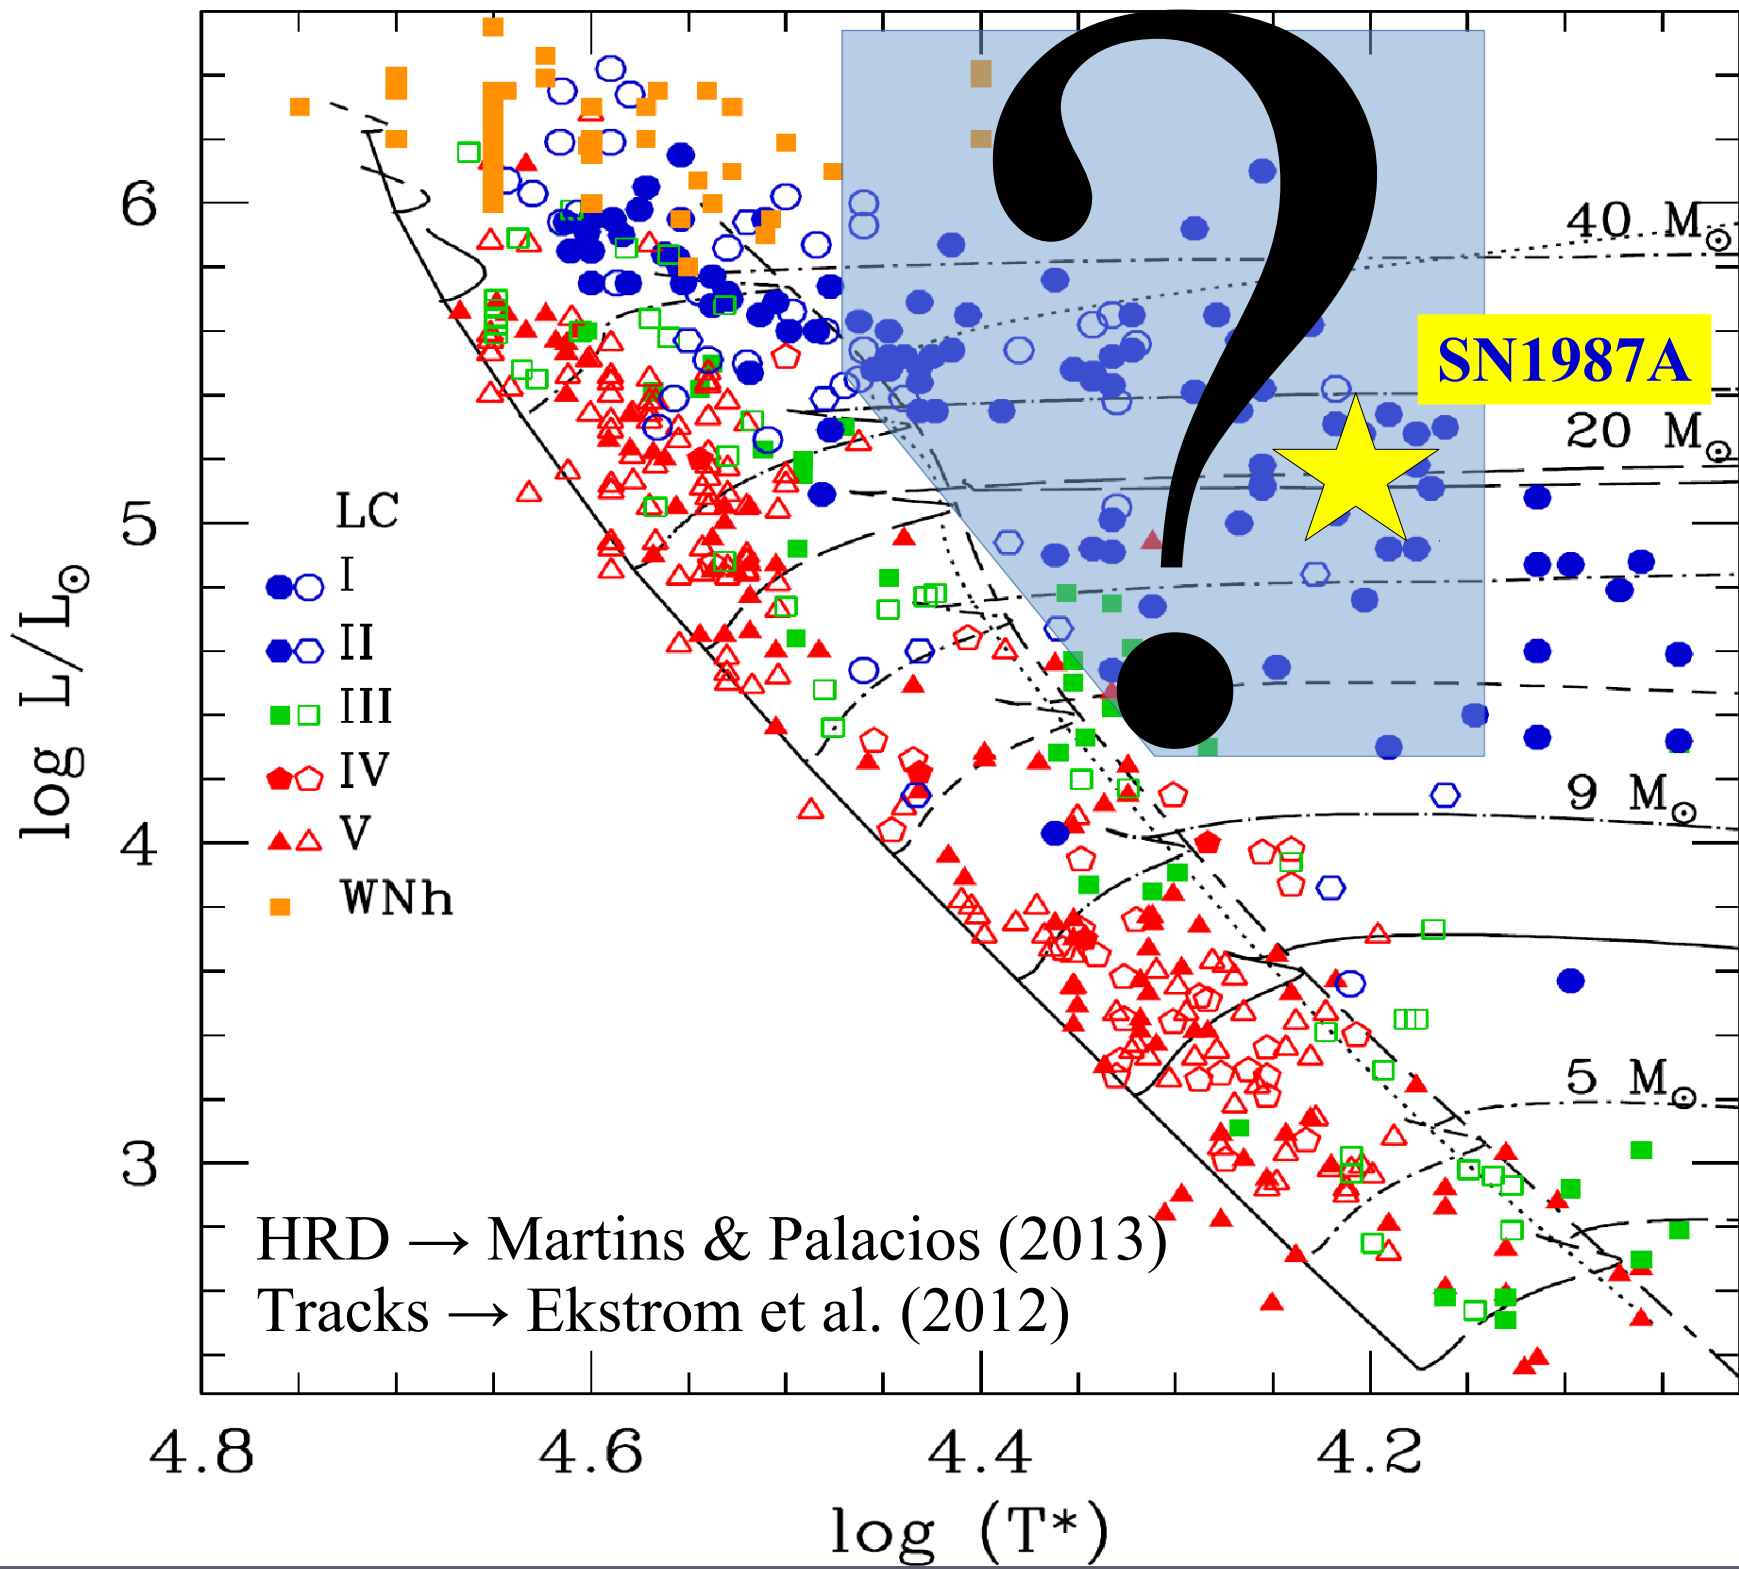 ?
40 M⊙
SN1987A
20 M⊙
LC
I
II
III
IV
V
WNh
9 M⊙
5 M⊙
6
5
4
3
log L/L⊙
HRD → Martins & Palacios (2013)
Tracks → Ekstrom et al. (2012)
4.8 4.6 4.4 4.2
log (T*)